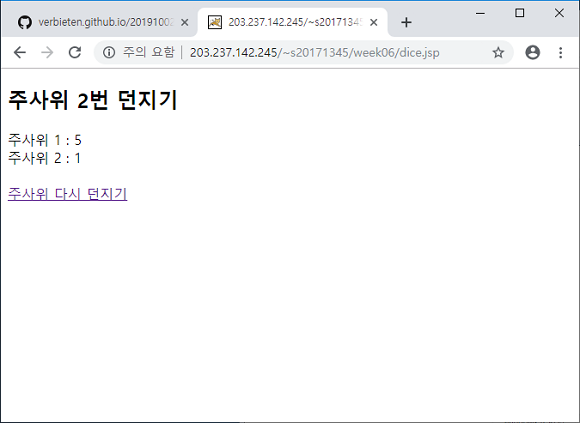 verbieten.github.io/2019100
203.237.142.245/~s2017134
주의 요함 | 203.237.142.245/~s20171345/week06/dice.jsp
주사위 2번 던지기
주사위 1 : 5
주사위 2 : 1
주사위 다시 던지기